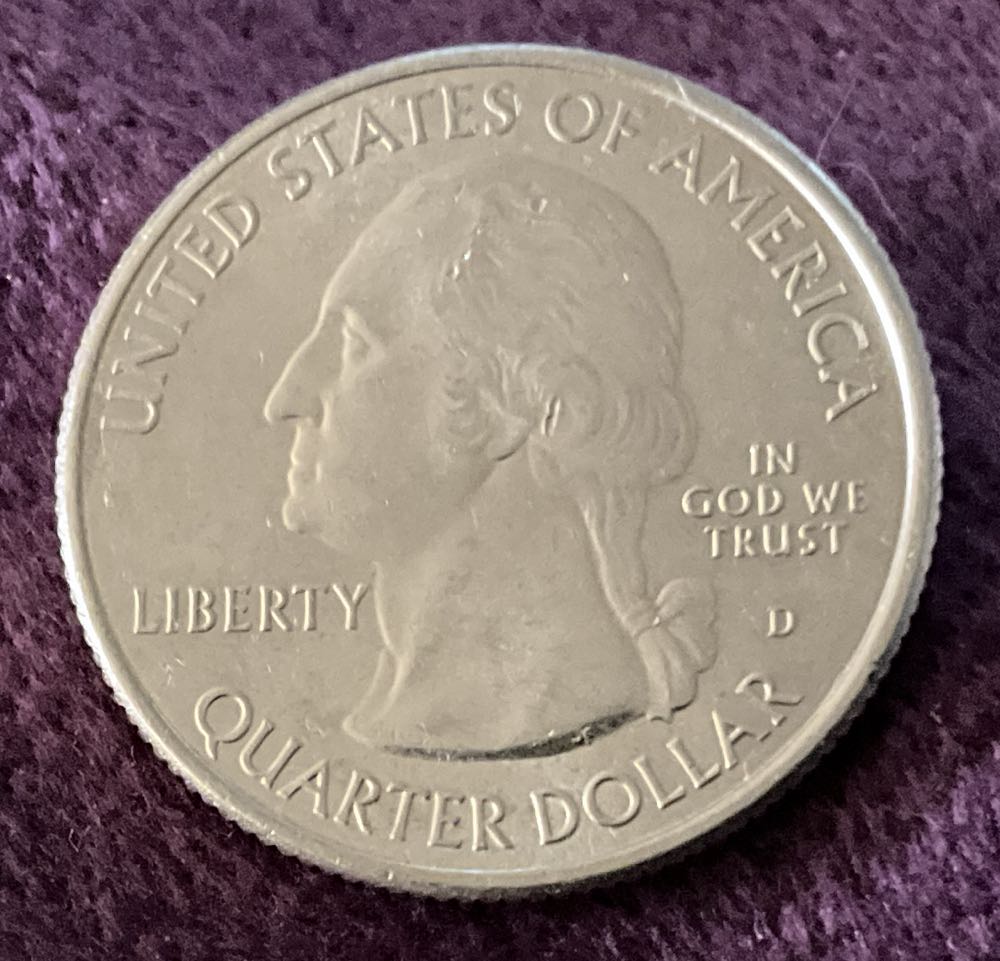 UNITED STATES OF AMERICA
IN
GOD WE
TRUST
LIBERTY
D
QUARTER DOLLAR